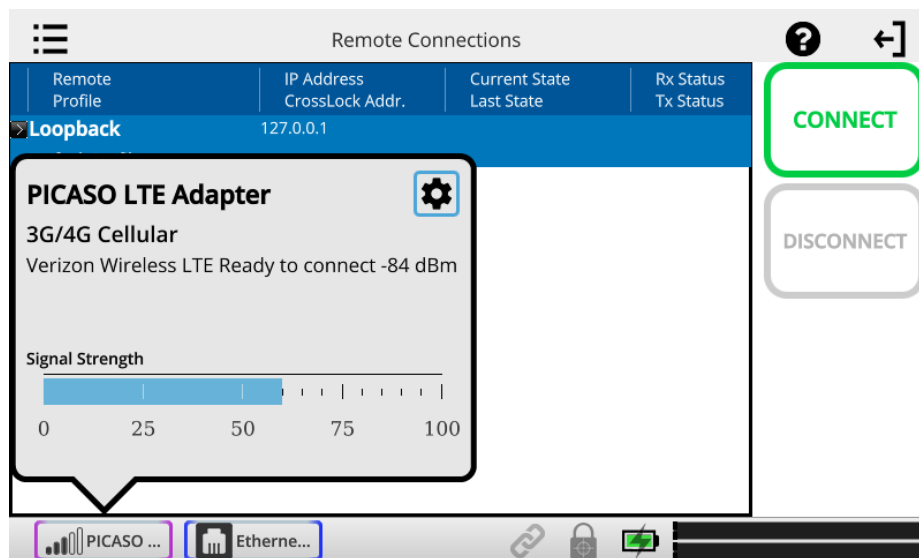 Remote Connections
Remote IP Address Current State Rx Status
Profile CrossLock Addr. Last State Tx Status
Loopback 127.0.0.1
PICASO LTE Adapter
3G/4G Cellular
Verizon Wireless LTE Ready to connect -84 dBm
Signal Strength
0 25 50 75 100
CONNECT
DISCONNECT
PICASO ... Etherne...